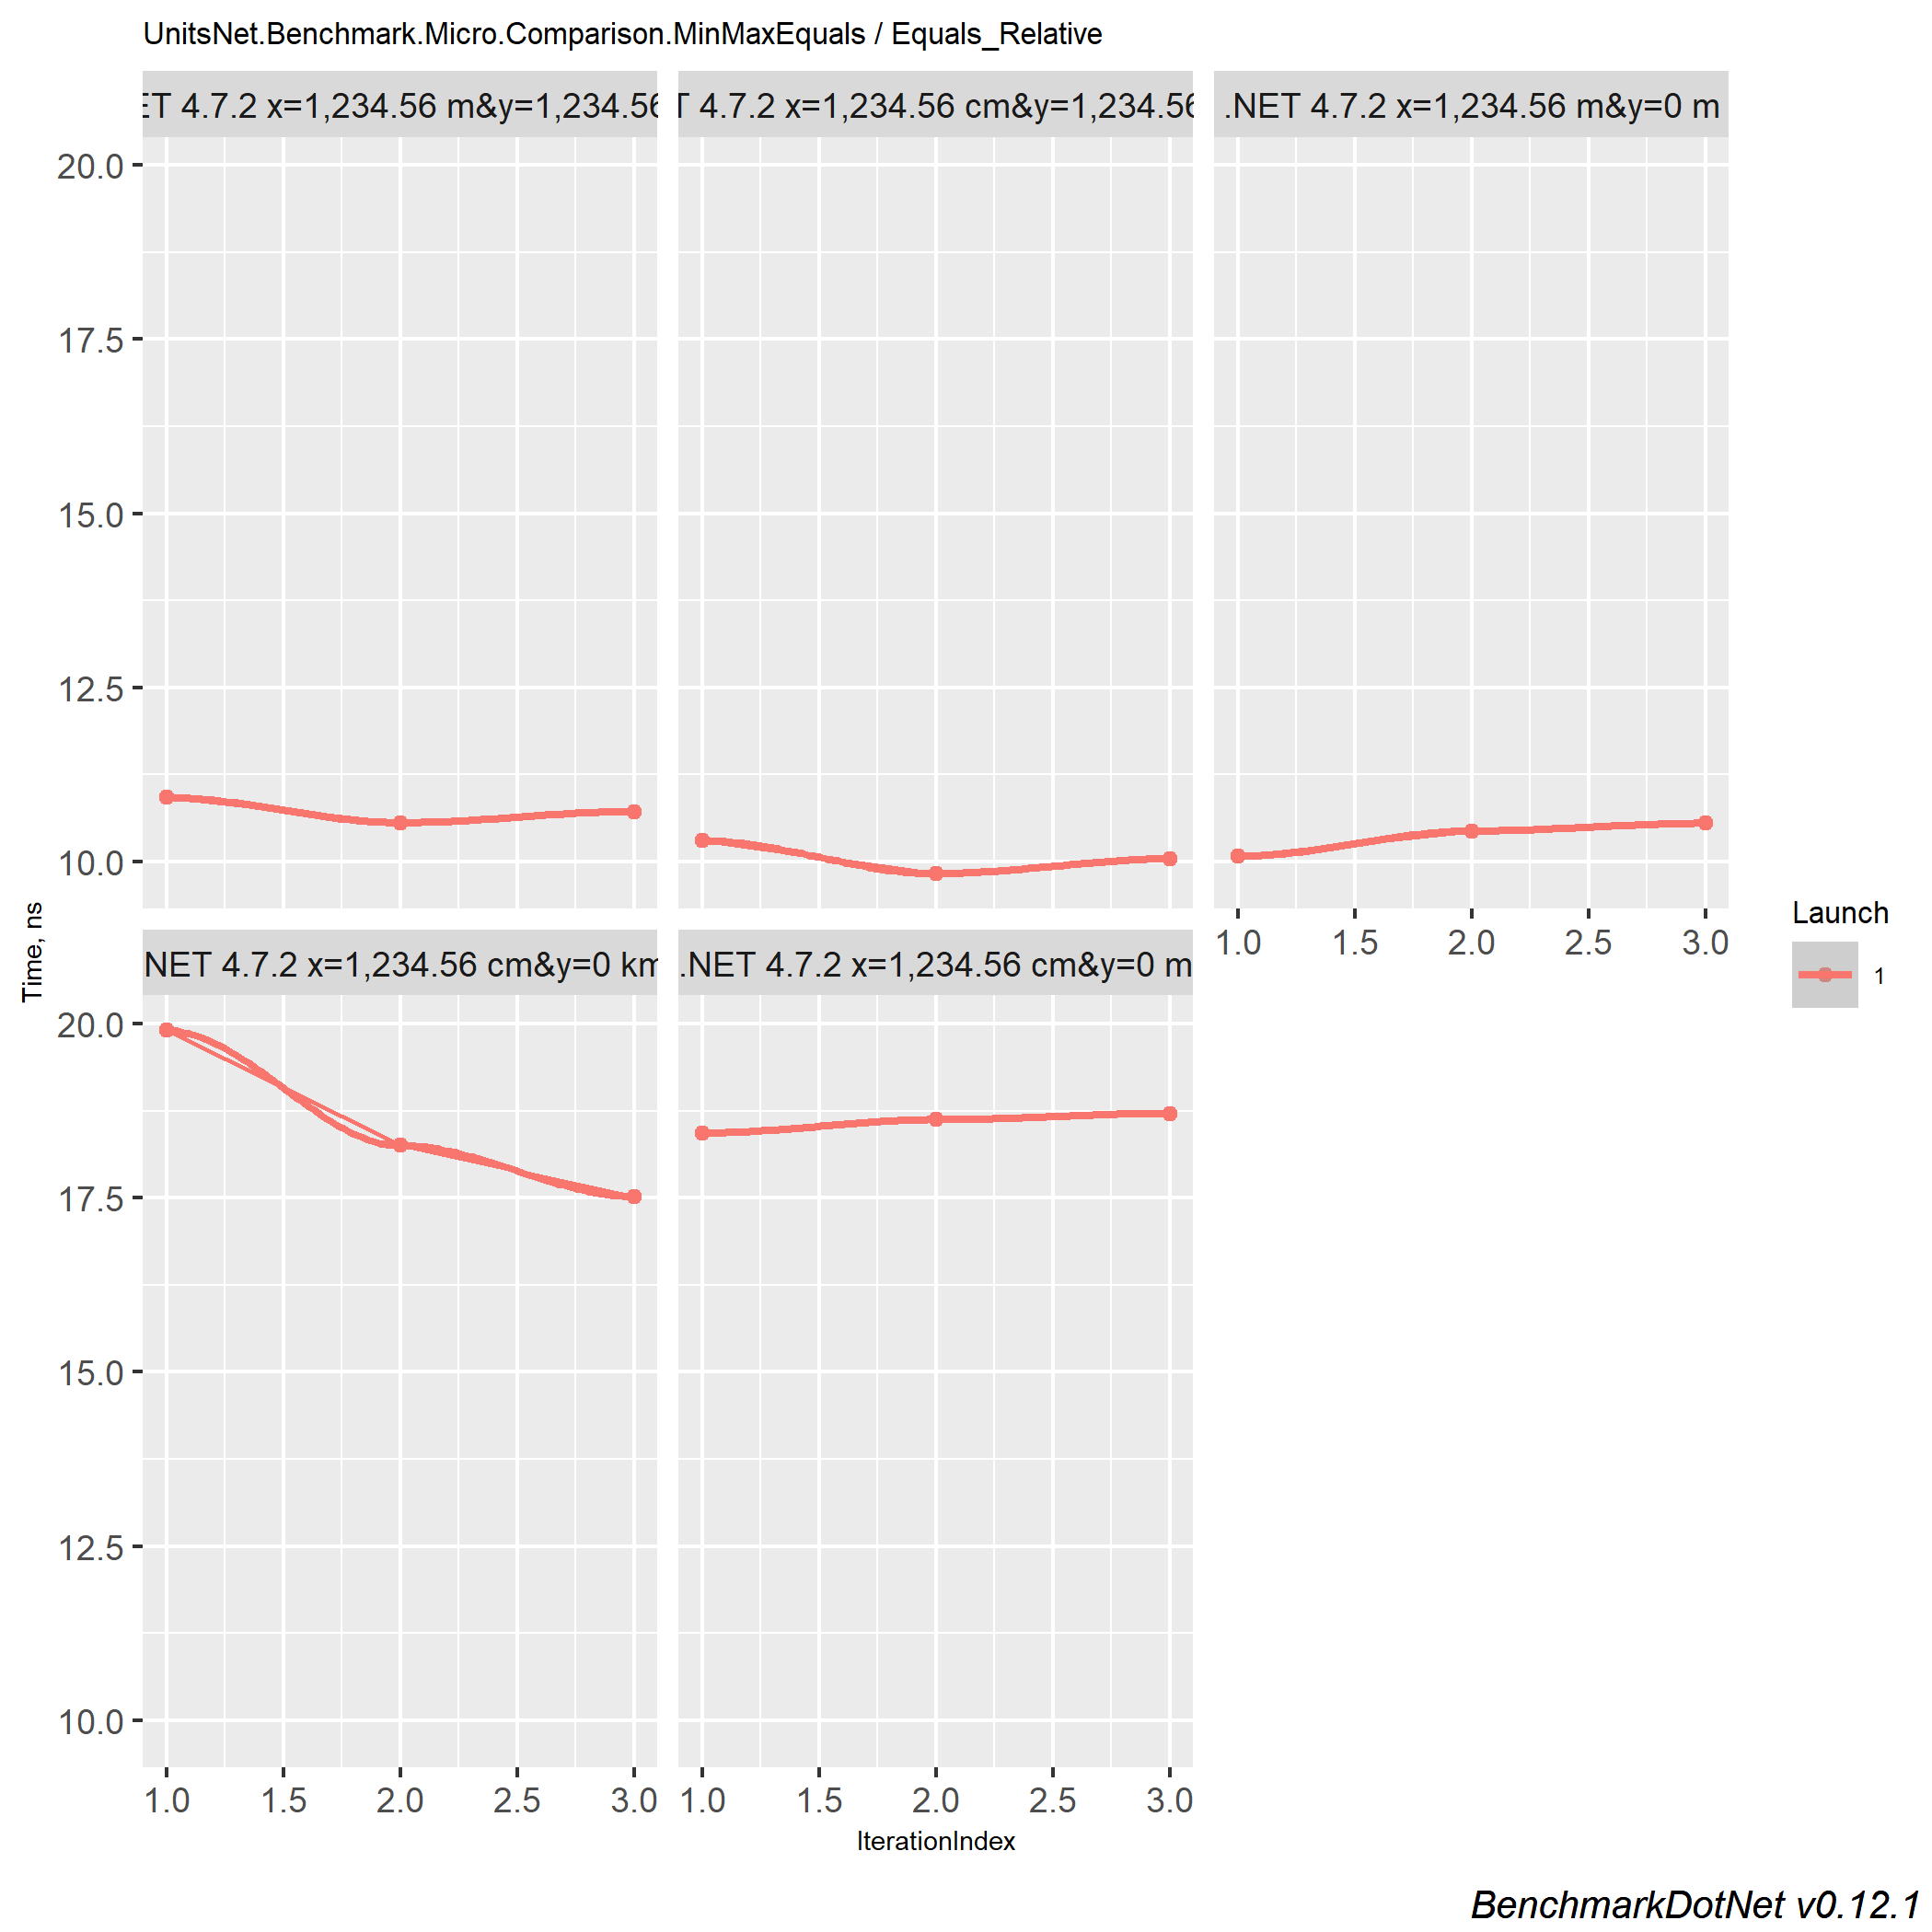 UnitsNet.Benchmark.Micro.Comparison.MinMaxEquals / Equals_Relative
ET 4.7.2 x=1,234.56 m&y=1,234.56
T 4.7.2 x=1,234.56 cm&y=1,234.56
.NET 4.7.2 x=1,234.56 m&y=0 m
20.0
17.5
15.0
12.5
10.0
1.0 1.5 2.0 2.5 3.0
NET 4.7.2 x=1,234.56 cm&y=0 km
.NET 4.7.2 x=1,234.56 cm&y=0 m
20.0
17.5
15.0
12.5
10.0
1.0 1.5 2.0 2.5 3.0
1.0 1.5 2.0 2.5 3.0
Time, ns
IterationIndex
Launch
1
BenchmarkDotNet v0.12.1